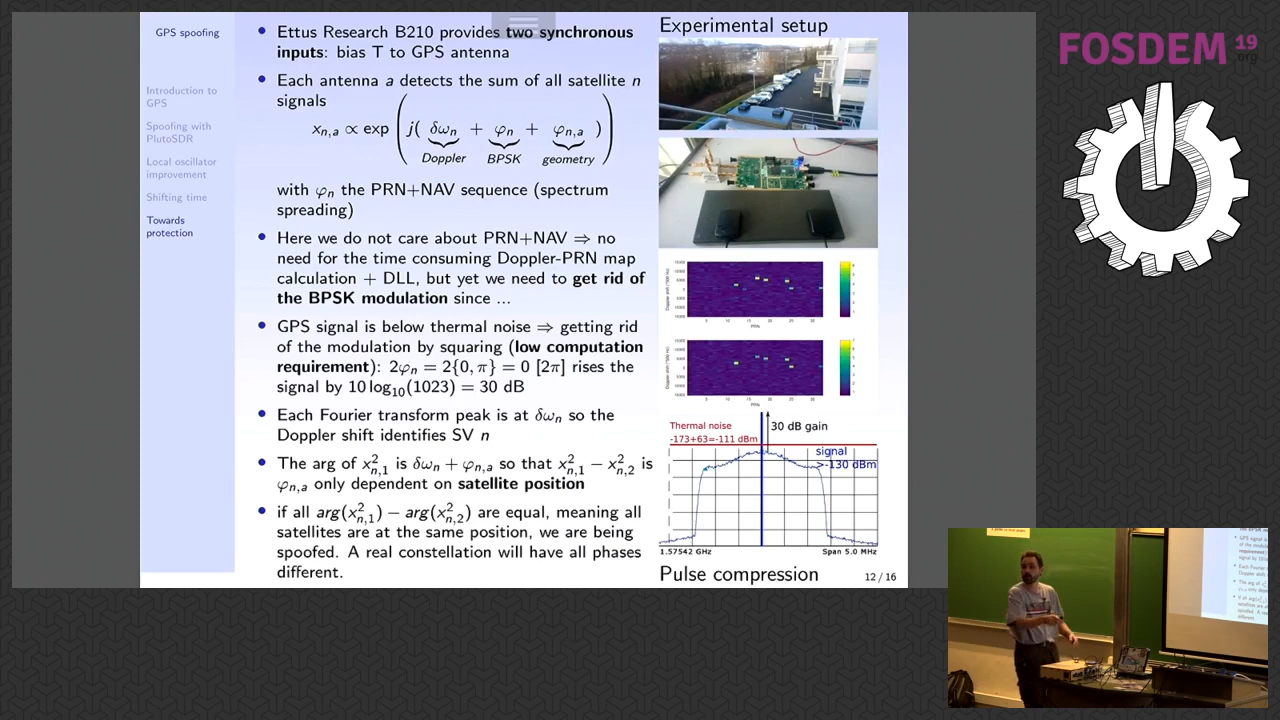 GPS spoofing
Introduction to
GPS
Spoofing with
PlutoSDR
Local oscillator
improvement
Shifting time
Towards
protection
Ettus Research B210 provides two synchronous
inputs: bias T to GPS antenna
Each antenna a detects the sum of all satellite n
signals
x_{n,a} ∝ exp ( j( δω_n + φ_n + φ_{n,a} ) )
Doppler BPSK geometry
with φ_n the PRN+NAV sequence (spectrum
spreading)
Here we do not care about PRN+NAV ⇒ no
need for the time consuming Doppler-PRN map
calculation + DLL, but yet we need to get rid of
the BPSK modulation since ...
GPS signal is below thermal noise ⇒ getting rid
of the modulation by squaring (low computation
requirement): 2φ_n = 2{0, π} = 0 [2π] rises the
signal by 10 log₁₀(1023) = 30 dB
Each Fourier transform peak is at δω_n so the
Doppler shift identifies SV n
The arg of x²_{n,1} is δω_n + φ_{n,a} so that x²_{n,1} − x²_{n,2} is
φ_{n,a} only dependent on satellite position
if all arg(x²_{n,1}) − arg(x²_{n,2}) are equal, meaning all
satellites are at the same position, we are being
spoofed. A real constellation will have all phases
different.
Experimental setup
Thermal noise
-173+63=-111 dBm
30 dB gain
signal
>-130 dBm
1.57542 GHz
Span 5.0 MHz
Pulse compression
12 / 16
FOSDEM 19
.org